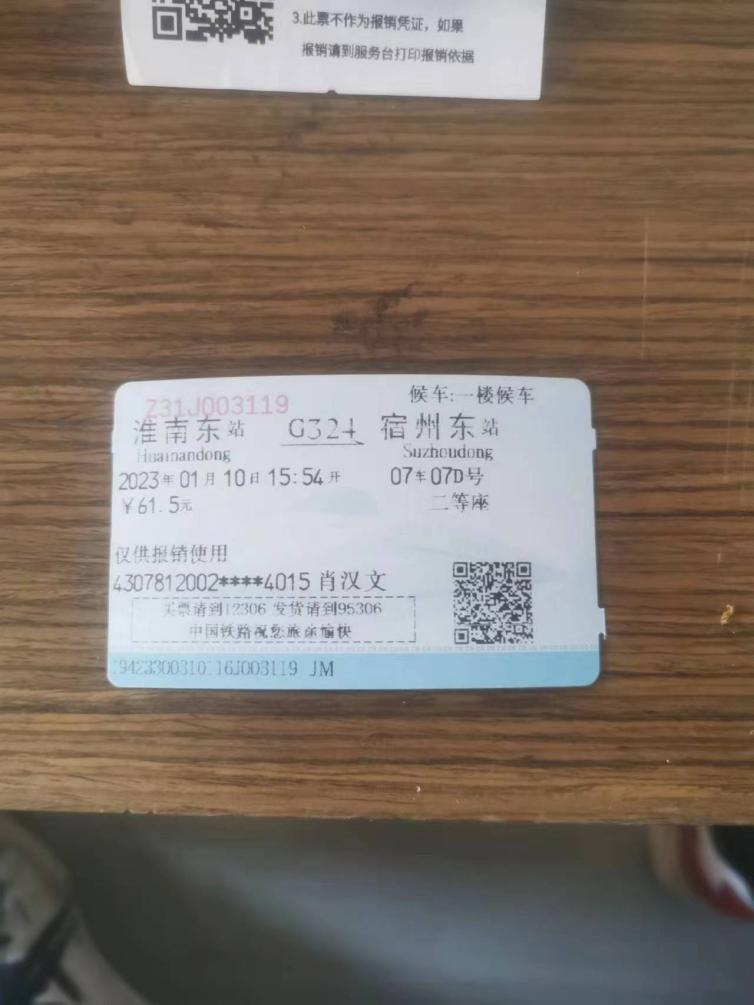 3.此票不作为报销凭证，如果
报销请到服务台打印报销依据
Z31J003119
候车:一楼候车
淮南东站 G324 宿州东站
Huainandong Suzhoudong
2023年01月10日15:54开 07车07D号
￥61.5元 二等座
仅供报销使用
4307812002****4015 肖汉文
买票请到12306 发货请到95306
中国铁路祝您旅途愉快
J003119 JM